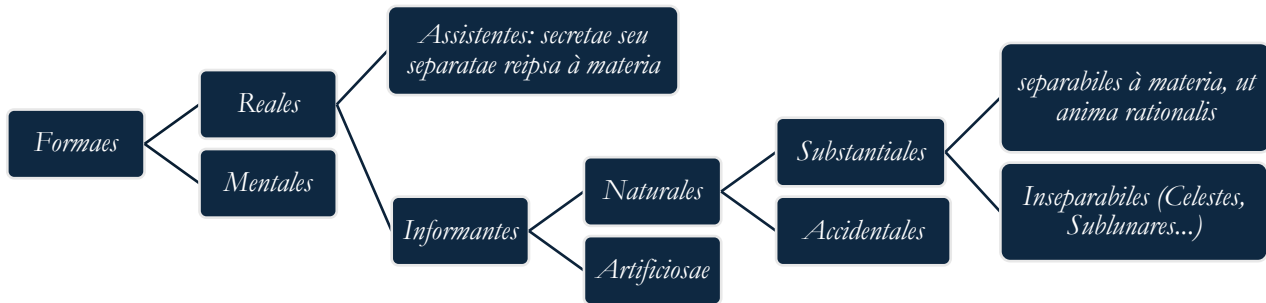 Formaes
Reales
Mentales
Assistentes: secretae seu
separatae reipsa à materia
Informantes
Naturales
Artificiosae
Substantiales
Accidentales
separabiles à materia, ut
anima rationalis
Inseparabiles (Celestes,
Sublunares...)